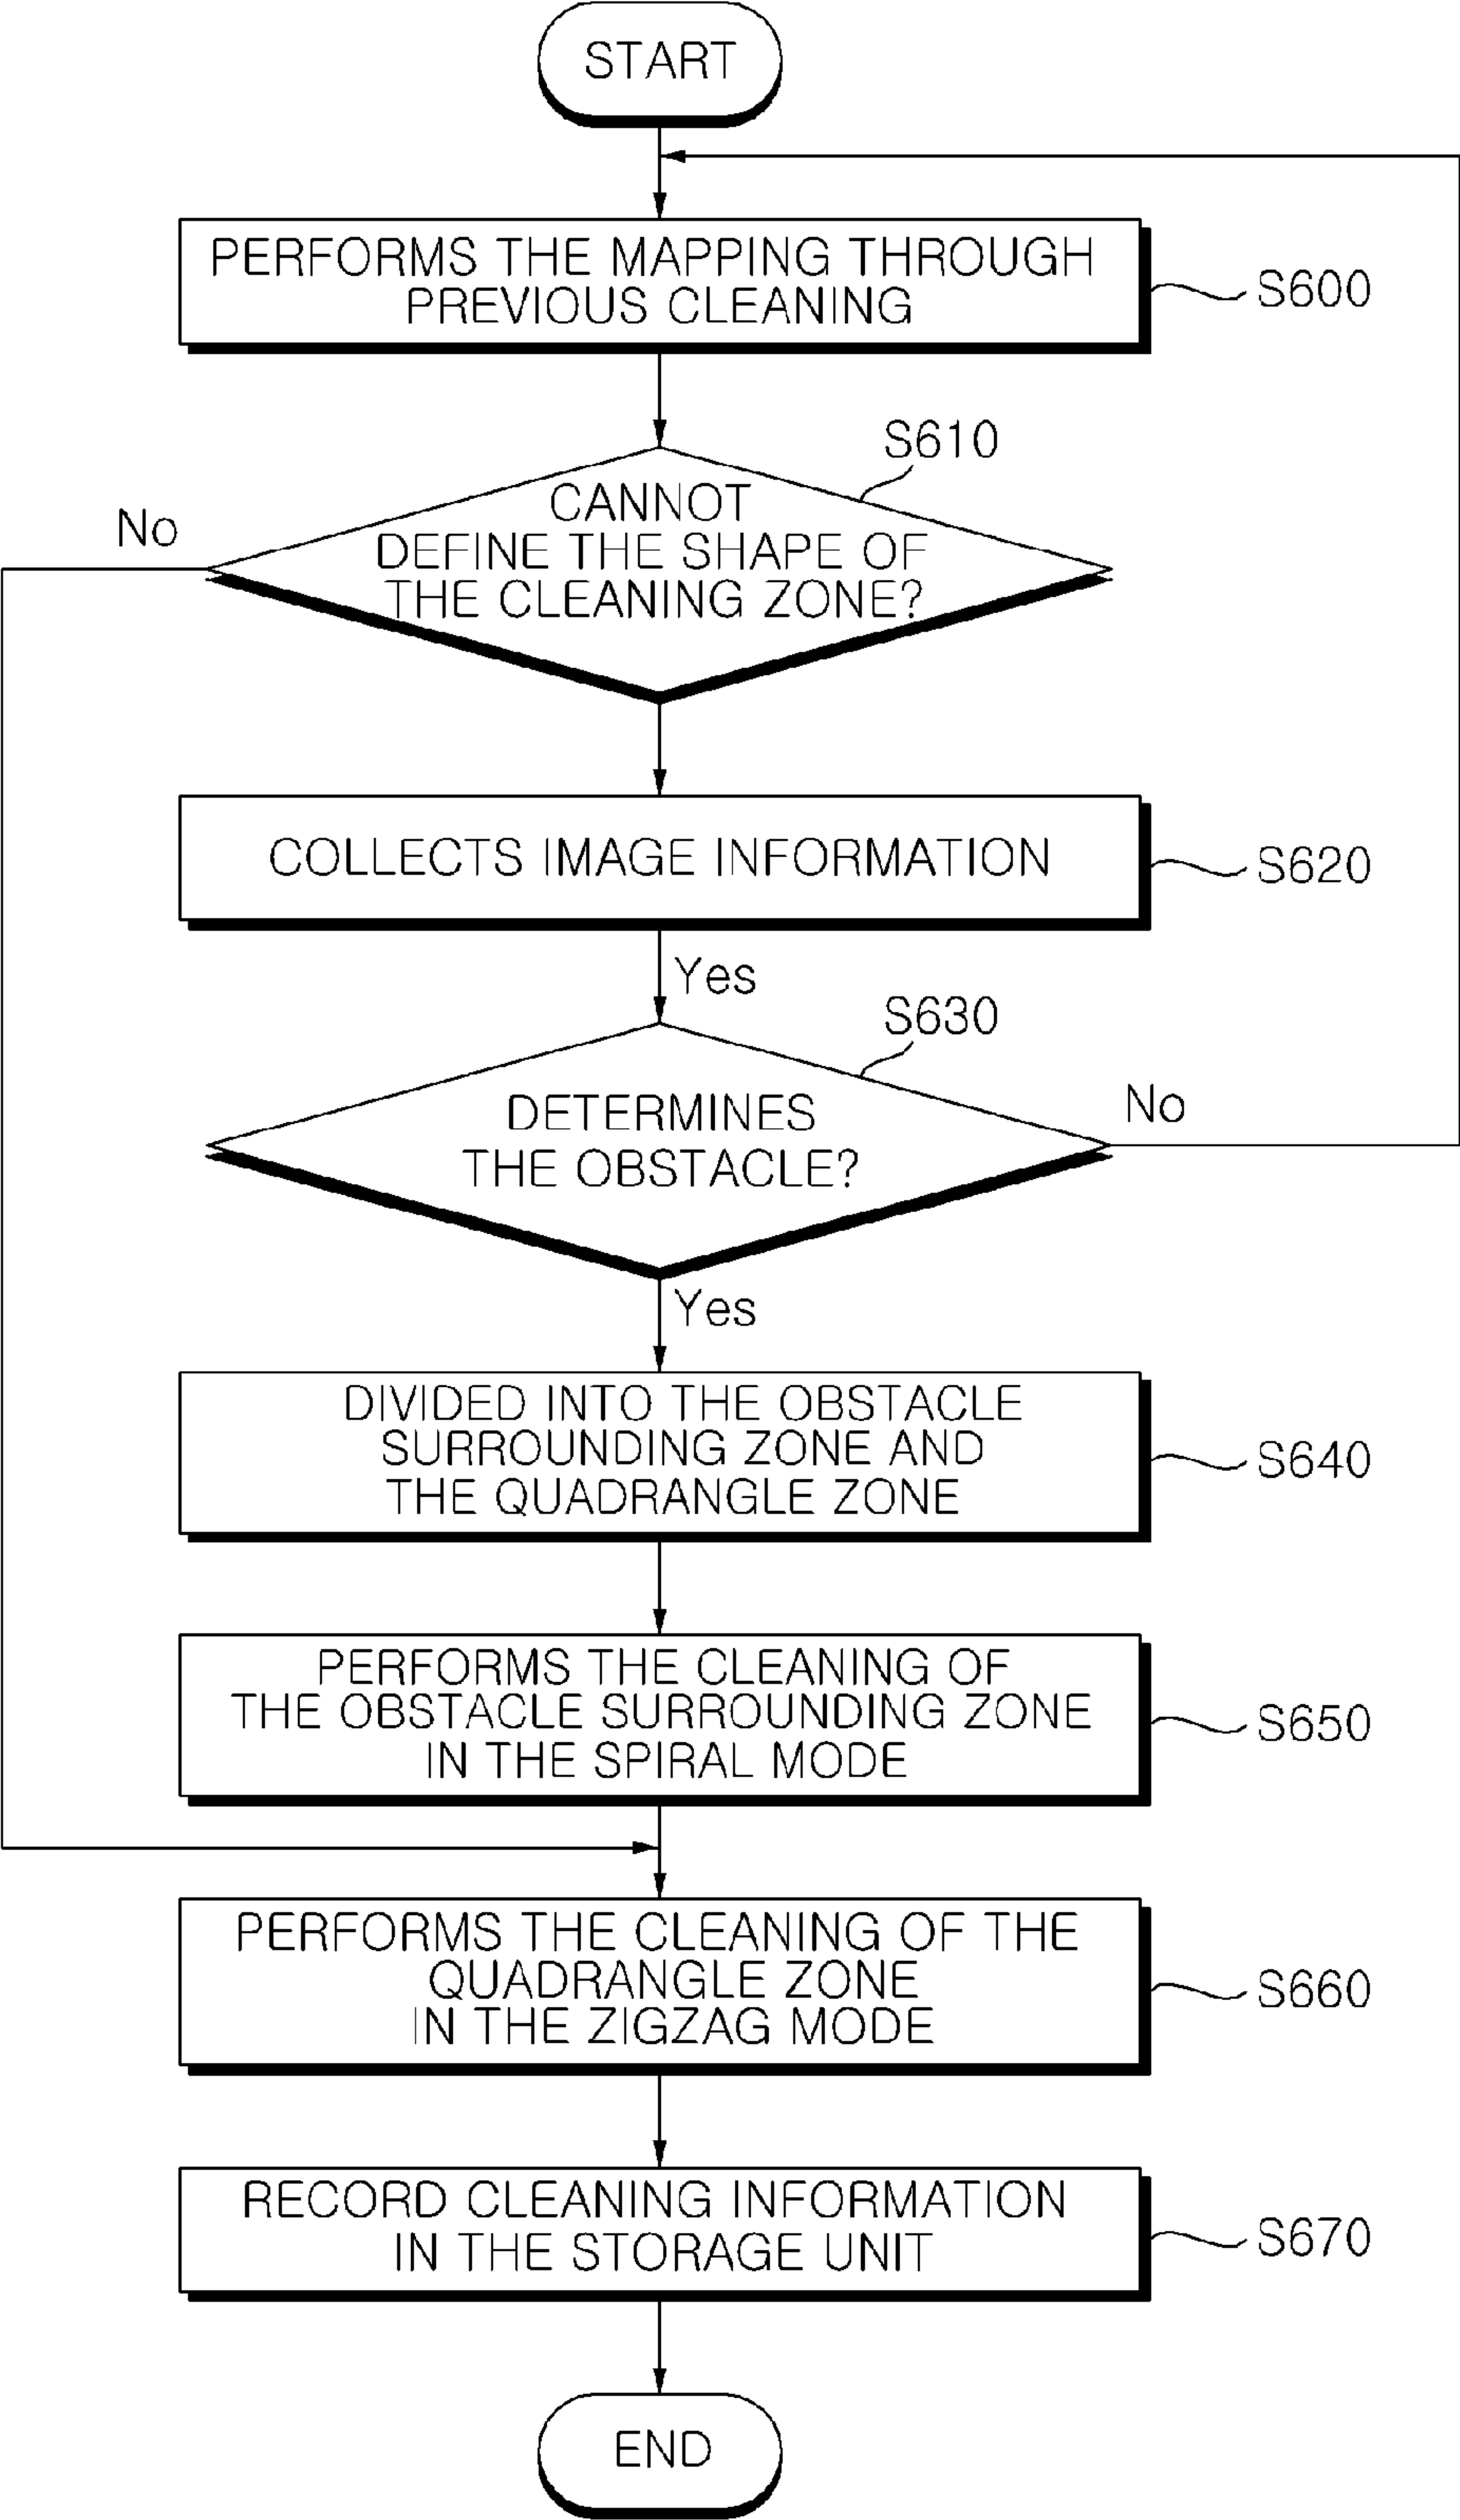 START
PERFORMS THE MAPPING THROUGH
PREVIOUS CLEANING
S600
S610
CANNOT
DEFINE THE SHAPE OF
THE CLEANING ZONE?
No
COLLECTS IMAGE INFORMATION
S620
Yes
S630
DETERMINES
THE OBSTACLE?
No
Yes
DIVIDED INTO THE OBSTACLE
SURROUNDING ZONE AND
THE QUADRANGLE ZONE
S640
PERFORMS THE CLEANING OF
THE OBSTACLE SURROUNDING ZONE
IN THE SPIRAL MODE
S650
PERFORMS THE CLEANING OF THE
QUADRANGLE ZONE
IN THE ZIGZAG MODE
S660
RECORD CLEANING INFORMATION
IN THE STORAGE UNIT
S670
END